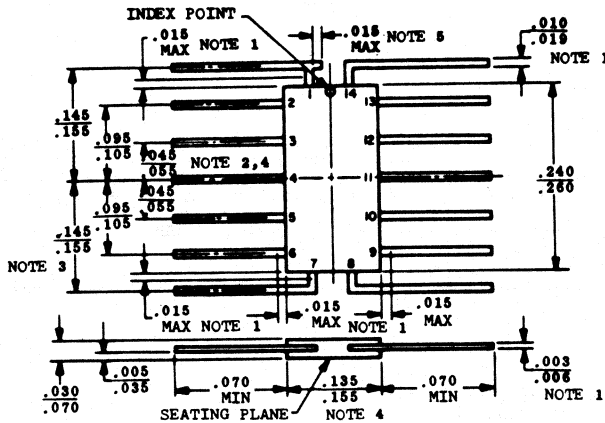 INDEX POINT
.015
MAX
NOTE 1
.015
MAX
NOTE 5
.010
.019
NOTE 1
1
14
2
13
.145
.155
.095
.105
3
12
.045
.055
NOTE 2,4
4
11
.240
.260
.045
.055
.095
.105
5
10
.145
.155
6
9
NOTE 3
7
8
.015
MAX NOTE 1
.015
MAX NOTE 1
.015
MAX
.030
.070
.005
.035
.003
.006
NOTE 1
.070
MIN
.135
.155
.070
MIN
SEATING PLANE
NOTE 4